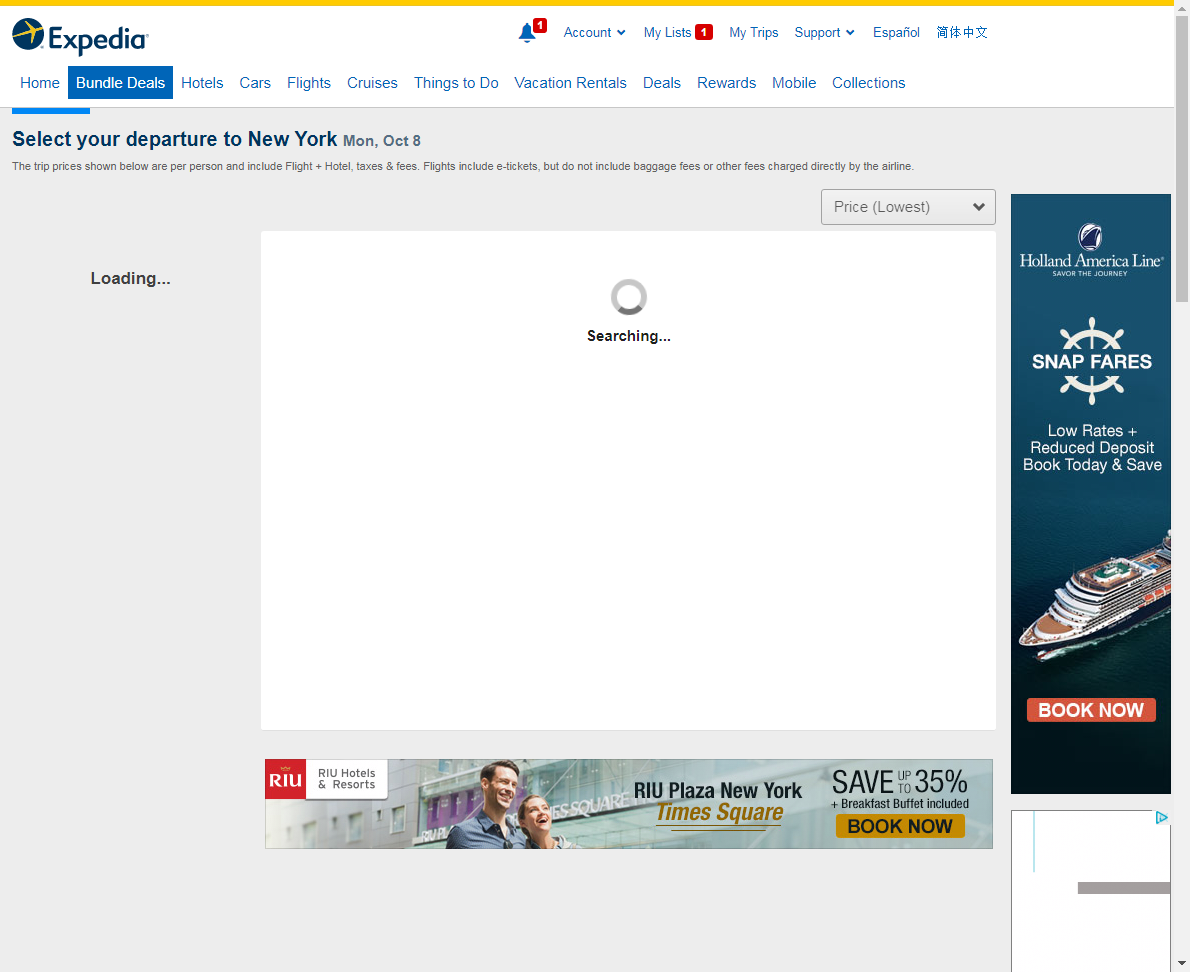 Expedia
1
Account
My Lists 1
My Trips
Support
Español
简体中文
Home
Bundle Deals
Hotels
Cars
Flights
Cruises
Things to Do
Vacation Rentals
Deals
Rewards
Mobile
Collections
Select your departure to New York Mon, Oct 8
The trip prices shown below are per person and include Flight + Hotel, taxes & fees. Flights include e-tickets, but do not include baggage fees or other fees charged directly by the airline.
Price (Lowest)
Loading...
Searching...
Holland America Line®
SAVOR THE JOURNEY
SNAP FARES
Low Rates +
Reduced Deposit
Book Today & Save
BOOK NOW
RIU
RIU Hotels
& Resorts
RIU Plaza New York
Times Square
SAVE UP TO 35%
+ Breakfast Buffet included
BOOK NOW